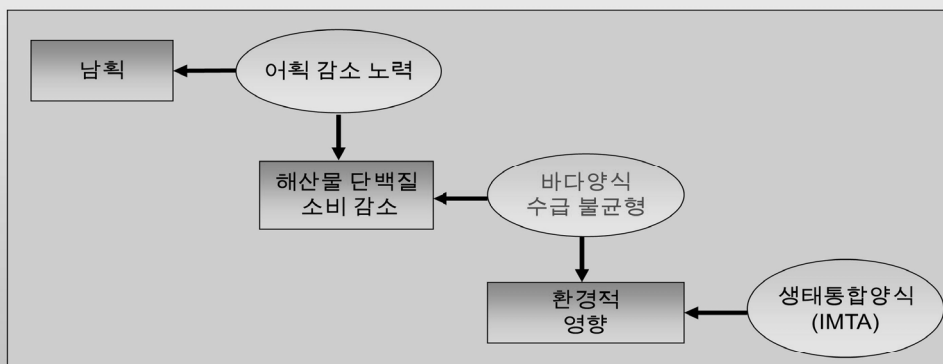 남획
어획 감소 노력
해산물 단백질
소비 감소
바다양식
수급 불균형
환경적
영향
생태통합양식
(IMTA)